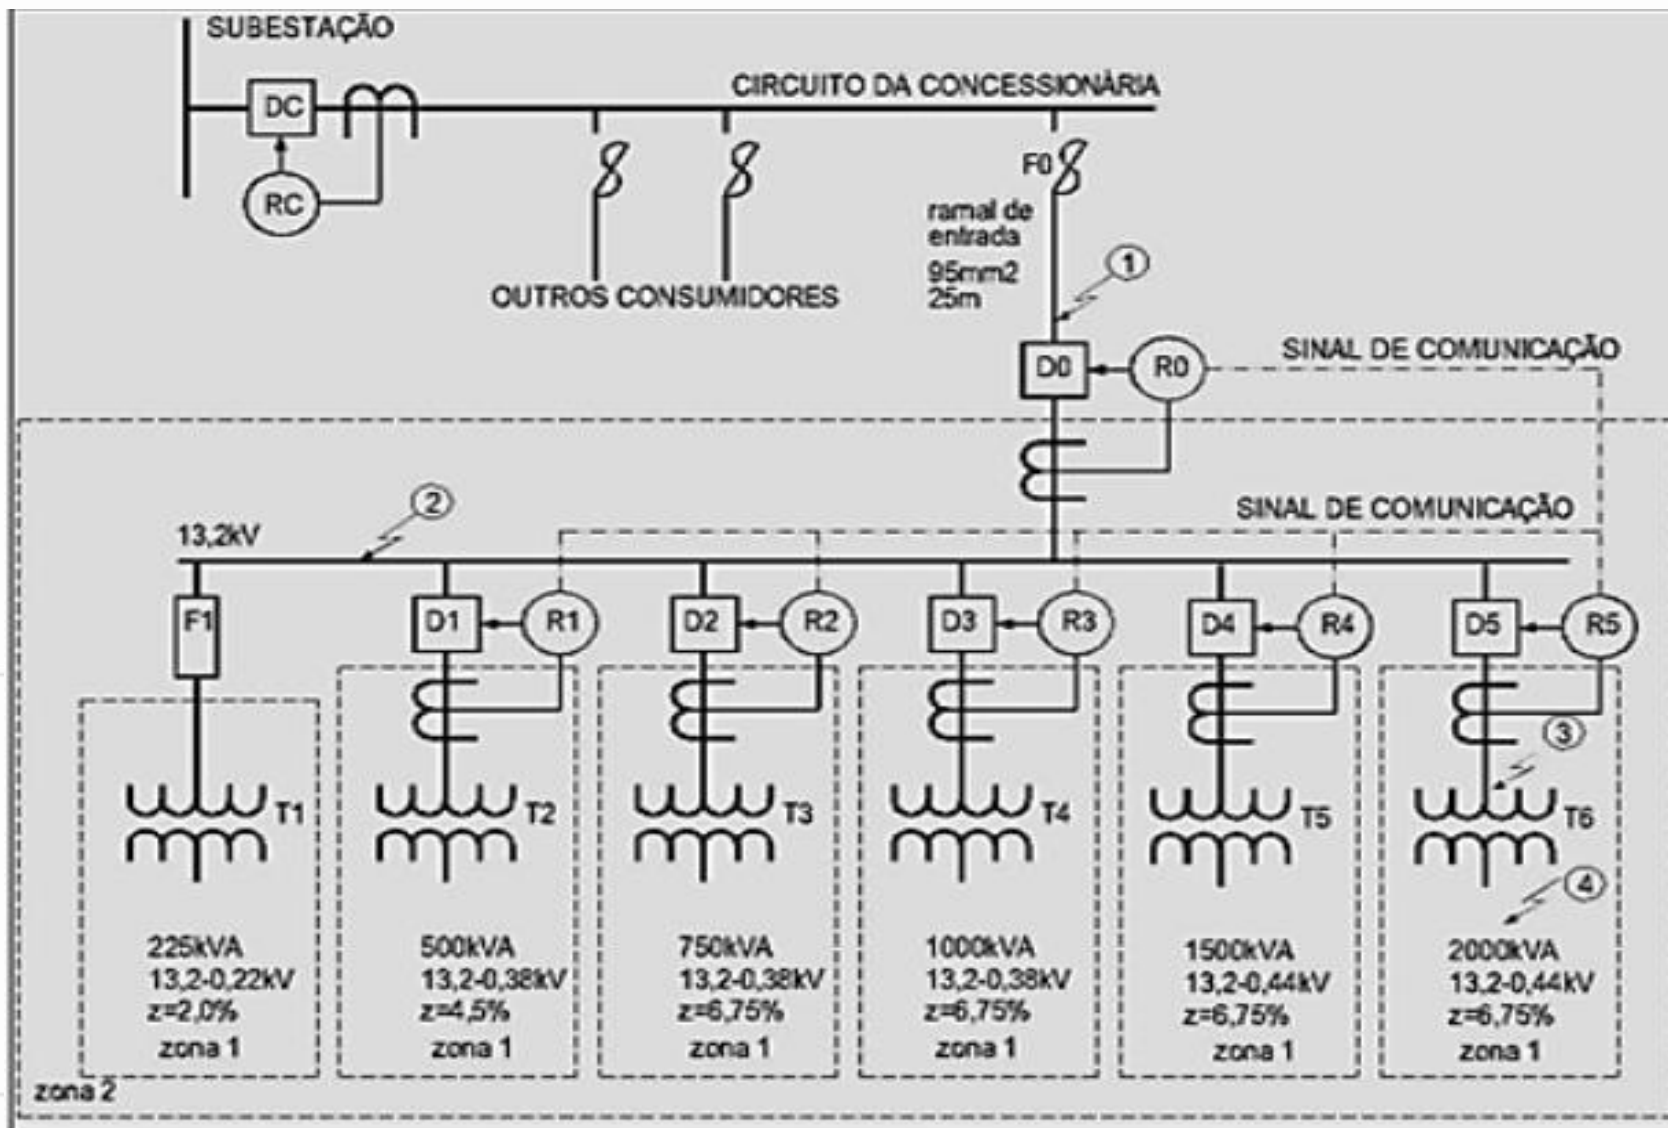 SUBESTAÇÃO
CIRCUITO DA CONCESSIONÀRIA
DC
RC
F0
ramal de
entrada
95mm2
25m
OUTROS CONSUMIDORES
1
D0
R0
SINAL DE COMUNICAÇÃO
2
SINAL DE COMUNICAÇÃO
13,2kV
F1
D1
R1
D2
R2
D3
R3
D4
R4
D5
R5
3
T1
T2
T3
T4
T5
T6
4
225kVA
13,2-0,22kV
z=2,0%
zona 1
500kVA
13,2-0,38kV
z=4,5%
zona 1
750kVA
13,2-0,38kV
z=6,75%
zona 1
1000kVA
13,2-0,38kV
z=6,75%
zona 1
1500kVA
13,2-0,44kV
z=6,75%
zona 1
2000kVA
13,2-0,44kV
z=6,75%
zona 1
zona 2